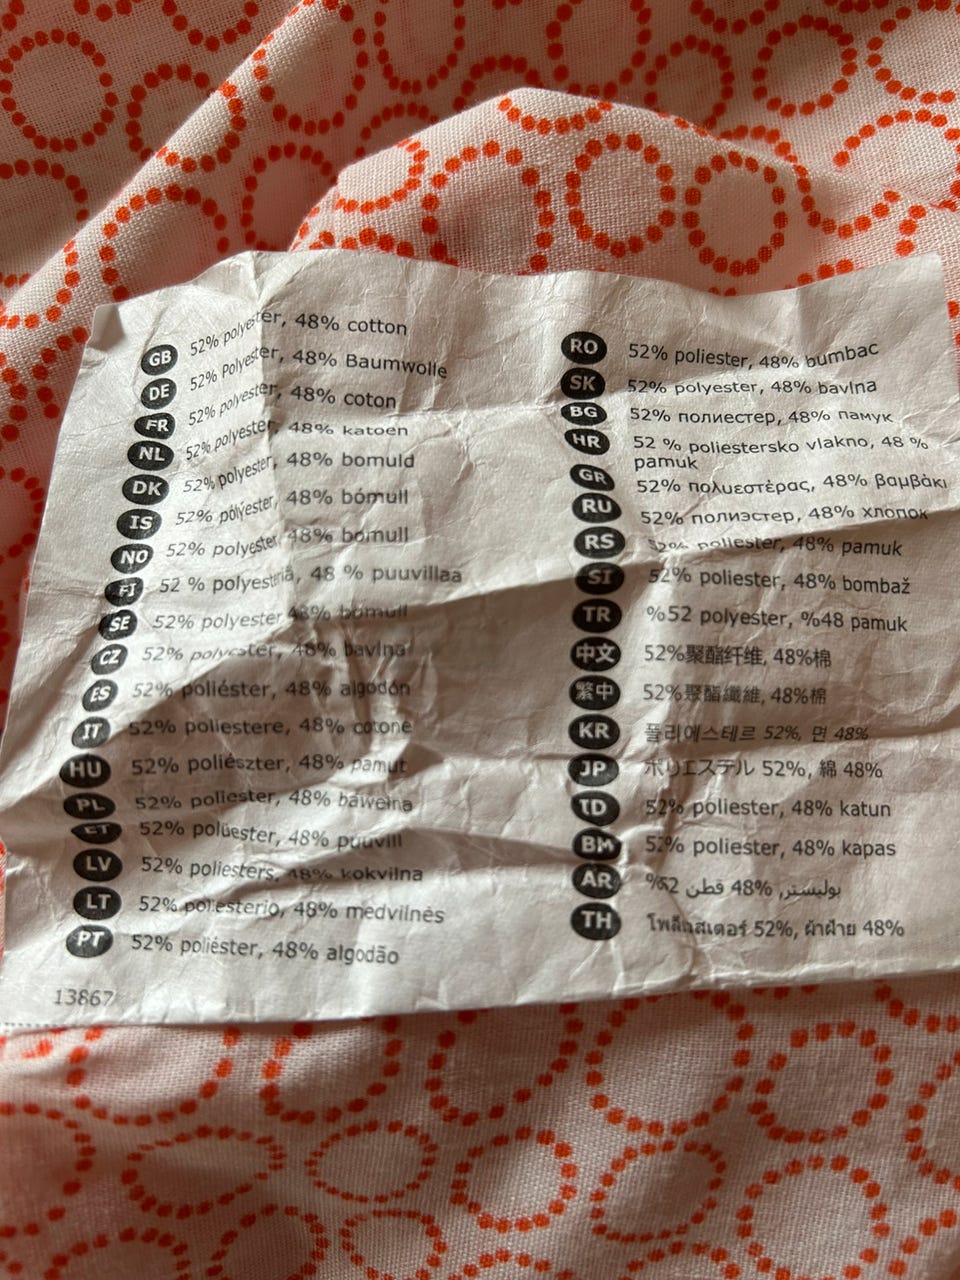 GB 52% polyester, 48% cotton
DE 52% Polyester, 48% Baumwolle
FR 52% polyester, 48% coton
NL 52% polyester, 48% katoen
DK 52% polyester, 48% bomuld
IS 52% pólýester, 48% bómull
NO 52% polyester, 48% bomull
FI 52 % polyesteriä, 48 % puuvillaa
SE 52% polyester 48% bomull
CZ 52% polyester, 48% bavlna
ES 52% poliéster, 48% algodón
IT 52% poliestere, 48% cotone
HU 52% poliészter, 48% pamut
PL 52% poliester, 48% bawełna
ET 52% polüester, 48% puuvill
LV 52% poliesters, 48% kokvilna
LT 52% poliesterio, 48% medvilnės
PT 52% poliéster, 48% algodão
13867
RO 52% poliester, 48% bumbac
SK 52% polyester, 48% bavlna
BG 52% полиестер, 48% памук
HR 52 % poliestersko vlakno, 48 %
pamuk
GR 52% πολυεστέρας, 48% βαμβάκι
RU 52% полиэстер, 48% хлопок
RS 52% poliester, 48% pamuk
SI 52% poliester, 48% bombaž
TR %52 polyester, %48 pamuk
中文 52%聚酯纤维, 48%棉
繁中 52%聚酯纖維, 48%棉
KR 폴리에스테르 52%, 면 48%
JP ポリエステル 52%, 綿 48%
ID 52% poliester, 48% katun
BM 52% poliester, 48% kapas
AR %52 بوليستر, 48% قطن
TH โพลีเอสเตอร์ 52%, ผ้าฝ้าย 48%